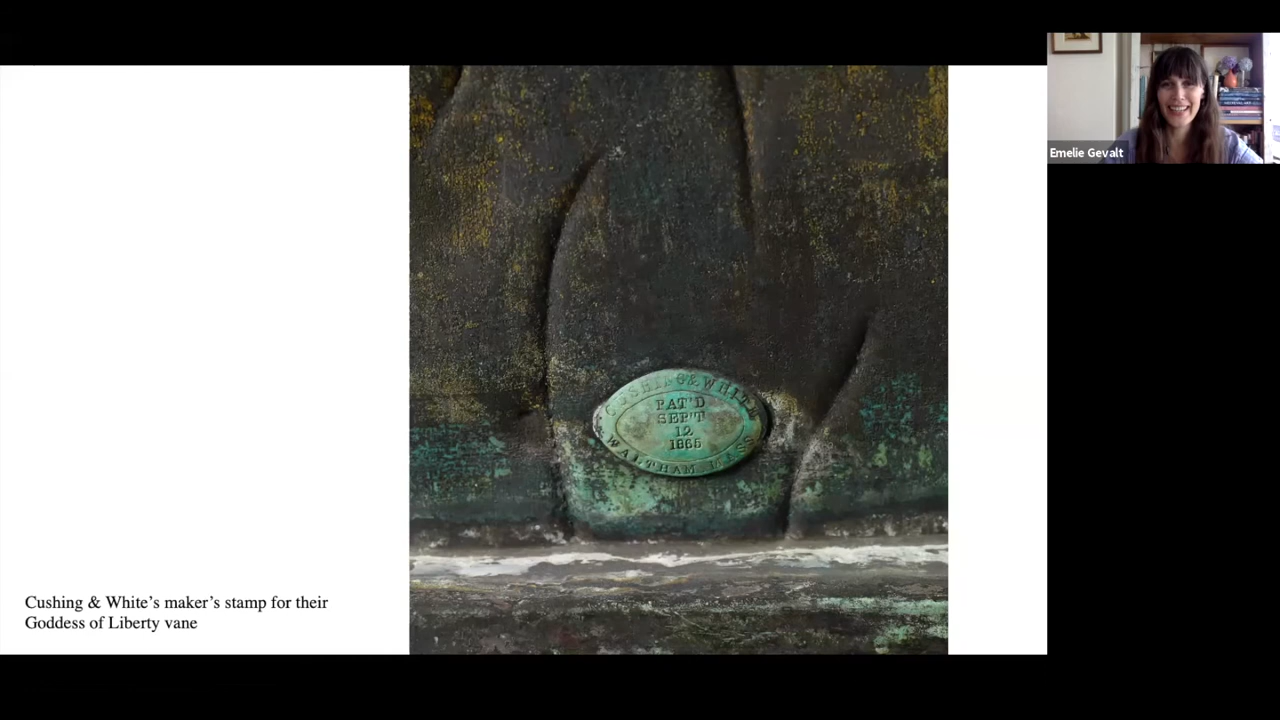 CUSHING & WHITE
PAT'D
SEP'T
12
1865
WALTHAM, MASS
Cushing & White's maker's stamp for their
Goddess of Liberty vane
Emelie Gevalt